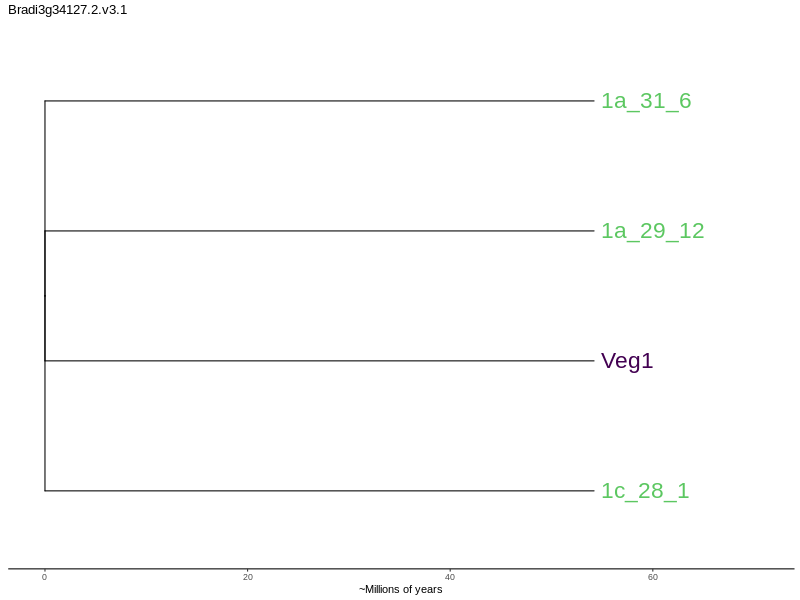 Bradi3g34127.2.v3.1
1a_31_6
1a_29_12
Veg1
1c_28_1
0 20 40 60
~Millions of years